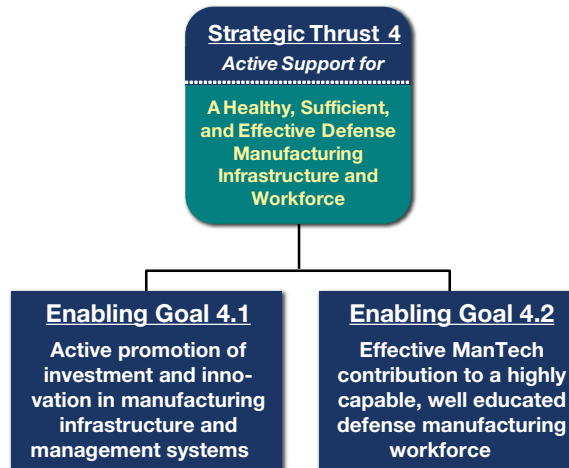 Strategic Thrust 4
Active Support for
A Healthy, Sufficient,
and Effective Defense
Manufacturing
Infrastructure and
Workforce
Enabling Goal 4.1
Active promotion of
investment and inno-
vation in manufacturing
infrastructure and
management systems
Enabling Goal 4.2
Effective ManTech
contribution to a highly
capable, well educated
defense manufacturing
workforce